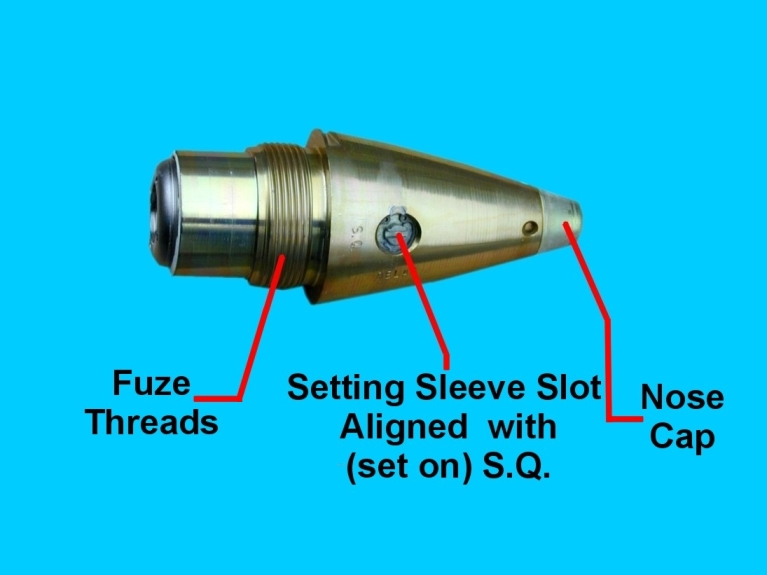 S.Q.
Fuze
Threads
Setting Sleeve Slot
Aligned with
(set on) S.Q.
Nose
Cap